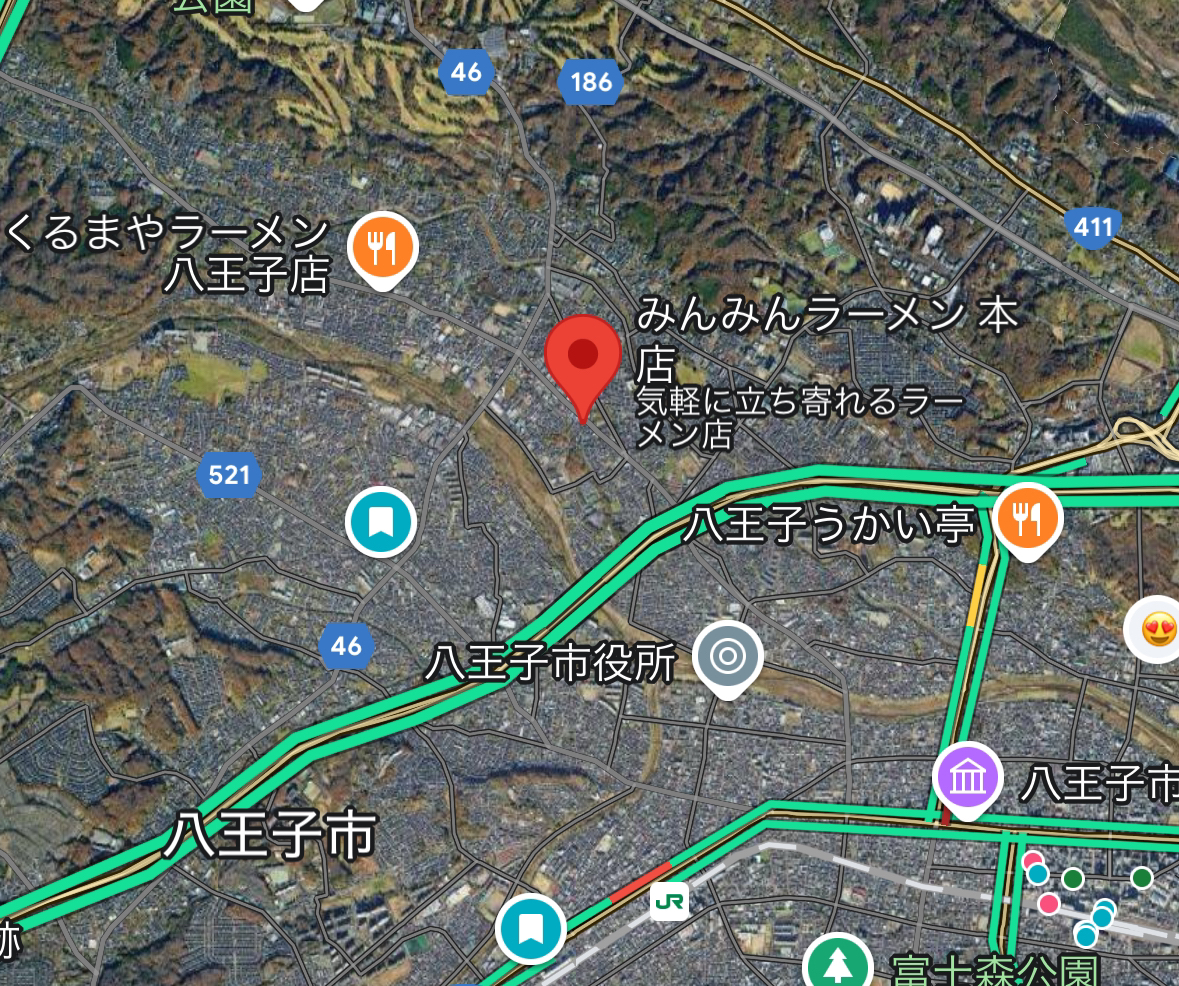 公園
46
186
411
くるまやラーメン
八王子店
みんみんラーメン 本
店
気軽に立ち寄れるラー
メン店
521
八王子うかい亭
46
八王子市役所
八王子市
八王子市
JR
跡
富士森公園